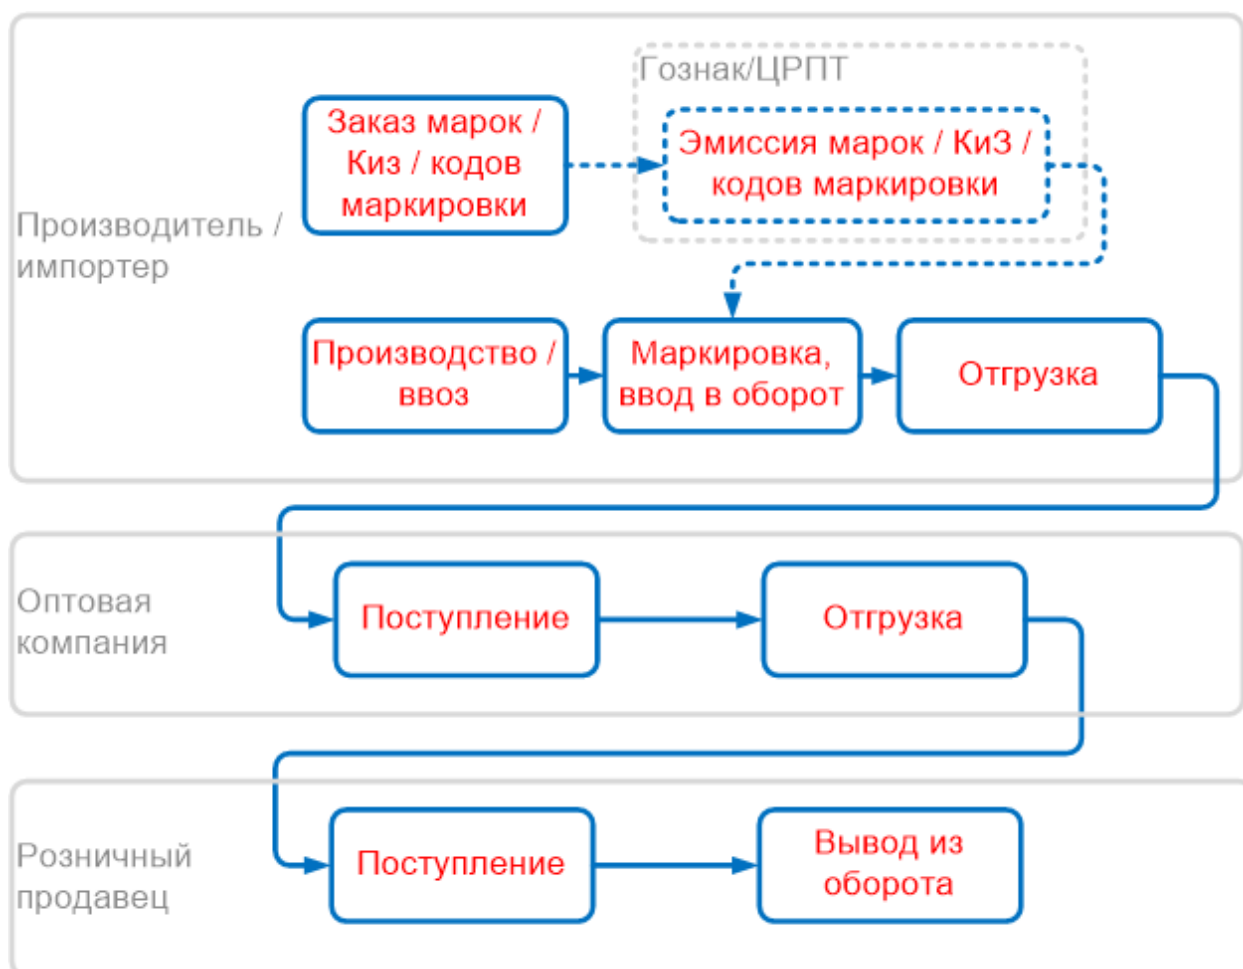 Гознак/ЦРПТ
Заказ марок /
Киз / кодов
маркировки
Эмиссия марок / КиЗ /
кодов маркировки
Производитель /
импортер
Производство /
ввоз
Маркировка,
ввод в оборот
Отгрузка
Оптовая
компания
Поступление
Отгрузка
Розничный
продавец
Поступление
Вывод из
оборота